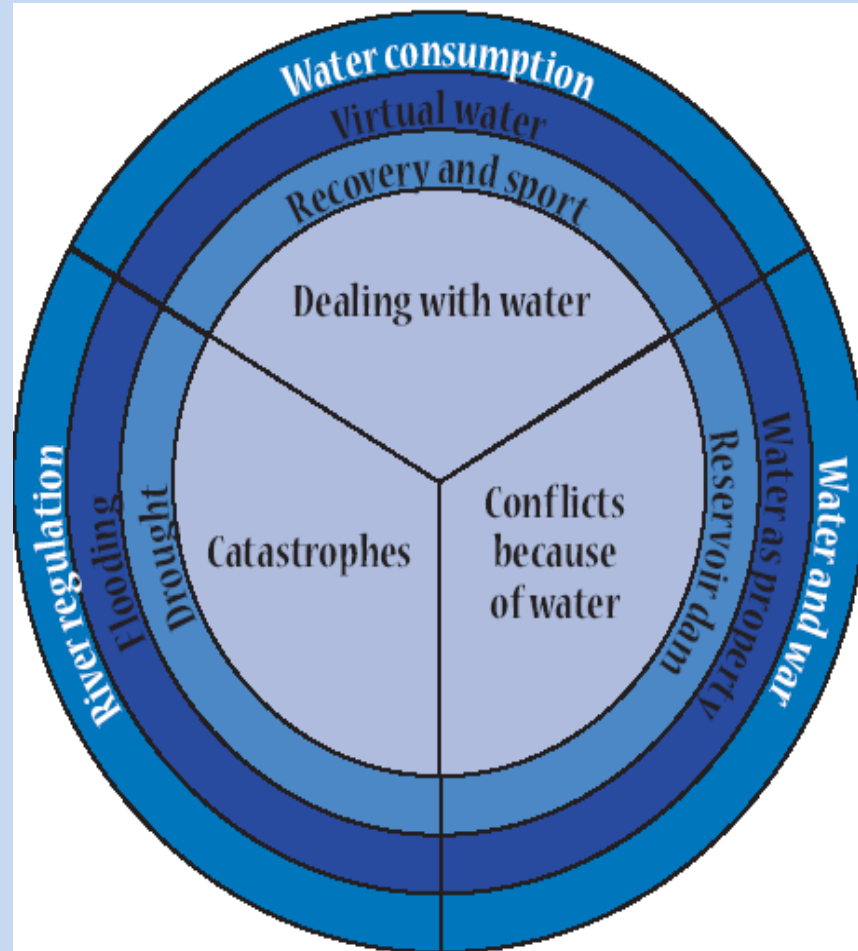 Water consumption
Virtual water
Recovery and sport
Dealing with water
River regulation
Flooding
Drought
Catastrophes
Conflicts
because
of water
Reservoir dam
Water as property
Water and war